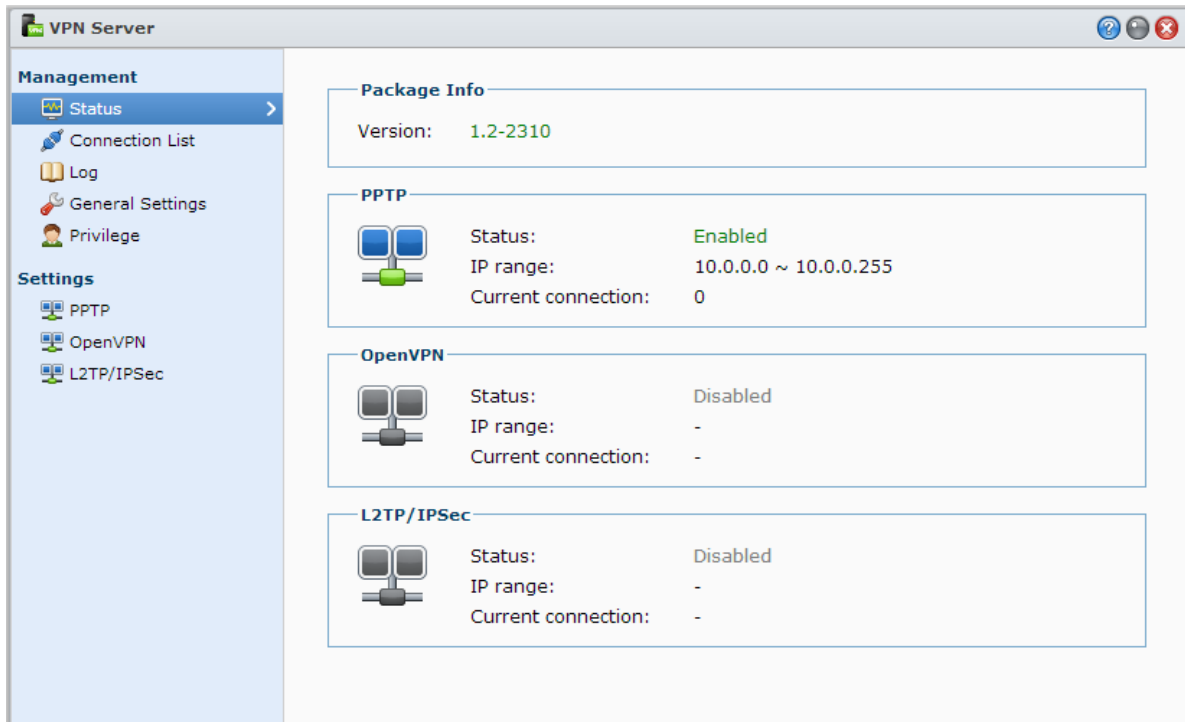 VPN Server
Management
Status
Connection List
Log
General Settings
Privilege
Settings
PPTP
OpenVPN
L2TP/IPSec
Package Info
Version: 1.2-2310
PPTP
Status: Enabled
IP range: 10.0.0.0 ~ 10.0.0.255
Current connection: 0
OpenVPN
Status: Disabled
IP range: -
Current connection: -
L2TP/IPSec
Status: Disabled
IP range: -
Current connection: -